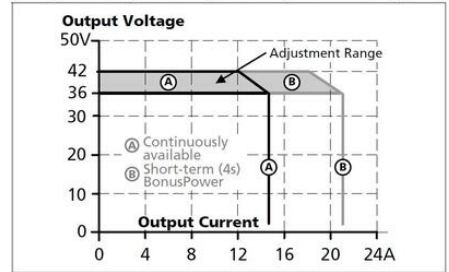 Output Voltage
50V
Adjustment Range
42
A
B
36
30
A Continuously
available
20
B Short-term (4s)
BonusPower
A
B
10
Output Current
0
0 4 8 12 16 20 24A